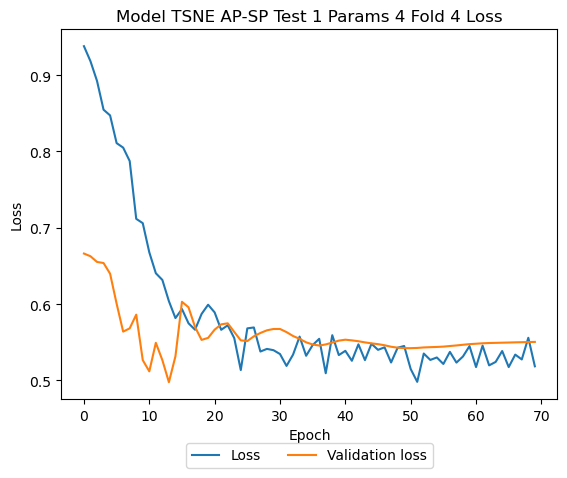 Model TSNE AP-SP Test 1 Params 4 Fold 4 Loss
Loss
0.9
0.8
0.7
0.6
0.5
0 10 20 30 40 50 60 70
Epoch
Loss Validation loss